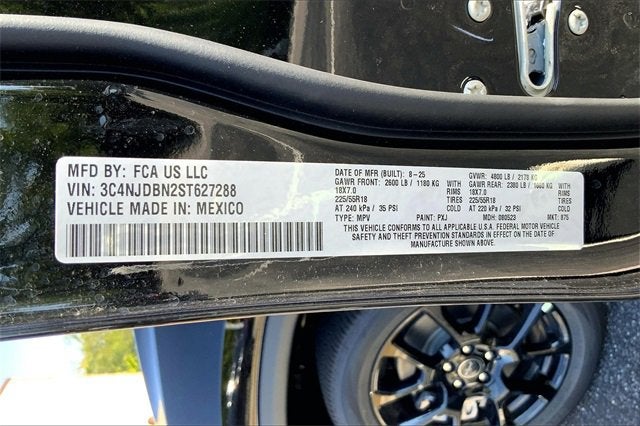 MFD BY: FCA US LLC
VIN: 3C4NJDBN2ST627288
VEHICLE MADE IN: MEXICO
DATE OF MFR (BUILT): 8-25 GVWR: 4800 LB / 2178 KG
GAWR FRONT: 2600 LB / 1180 KG GAWR REAR: 2380 LB / 1080 KG
18X7.0 RIMS 18X7.0 RIMS
225/55R18 TIRES 225/55R18 TIRES
AT 240 kPa / 35 PSI COLD AT 220 kPa / 32 PSI COLD
TYPE: MPV PAINT: PXJ MDH: 080523 MKT: 875
THIS VEHICLE CONFORMS TO ALL APPLICABLE U.S.A. FEDERAL MOTOR VEHICLE
SAFETY AND THEFT PREVENTION STANDARDS IN EFFECT ON THE DATE OF
MANUFACTURE SHOWN ABOVE.